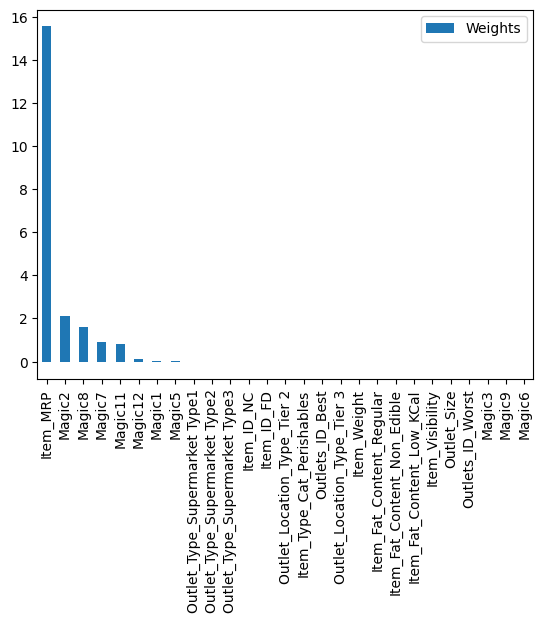 Weights
16
14
12
10
8
6
4
2
0
Item_MRP
Magic2
Magic8
Magic7
Magic11
Magic12
Magic1
Magic5
Outlet_Type_Supermarket Type1
Outlet_Type_Supermarket Type2
Outlet_Type_Supermarket Type3
Item_ID_NC
Item_ID_FD
Outlet_Location_Type_Tier 2
Item_Type_Cat_Perishables
Outlets_ID_Best
Outlet_Location_Type_Tier 3
Item_Weight
Item_Fat_Content_Regular
Item_Fat_Content_Non_Edible
Item_Fat_Content_Low_KCal
Item_Visibility
Outlet_Size
Outlets_ID_Worst
Magic3
Magic9
Magic6